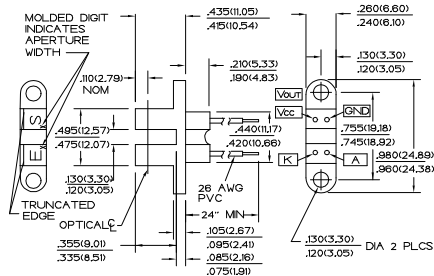 MOLDED DIGIT
INDICATES
APERTURE
WIDTH
.435(11.05)
.415(10.54)
.260(6.60)
.240(6.10)
.110(2.79)
NOM
.210(5.33)
.190(4.83)
.130(3.30)
.120(3.05)
VOUT
VCC
GND
S
E
.495(12.57)
.475(12.07)
.440(11.17)
.420(10.66)
.755(19.18)
.745(18.92)
.980(24.89)
.960(24.38)
K
A
.130(3.30)
.120(3.05)
26 AWG
PVC
TRUNCATED
EDGE
OPTICAL CL
24" MIN
.355(9.01)
.335(8.51)
.105(2.67)
.095(2.41)
.085(2.16)
.075(1.91)
.130(3.30)
.120(3.05)
DIA 2 PLCS